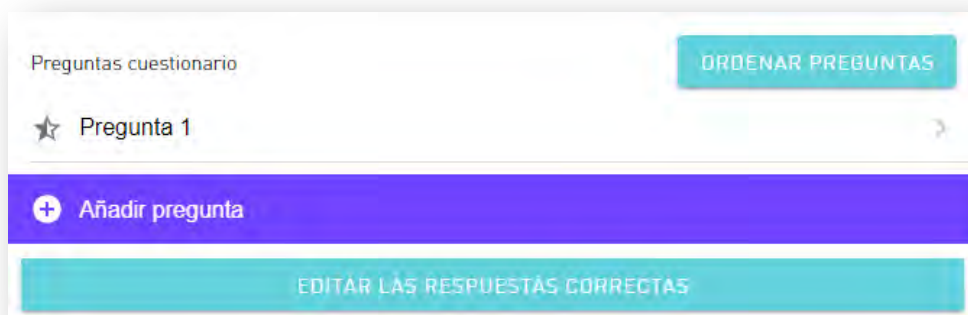 Preguntas cuestionario
ORDENAR PREGUNTAS
Pregunta 1
Añadir pregunta
EDITAR LAS RESPUESTAS CORRECTAS